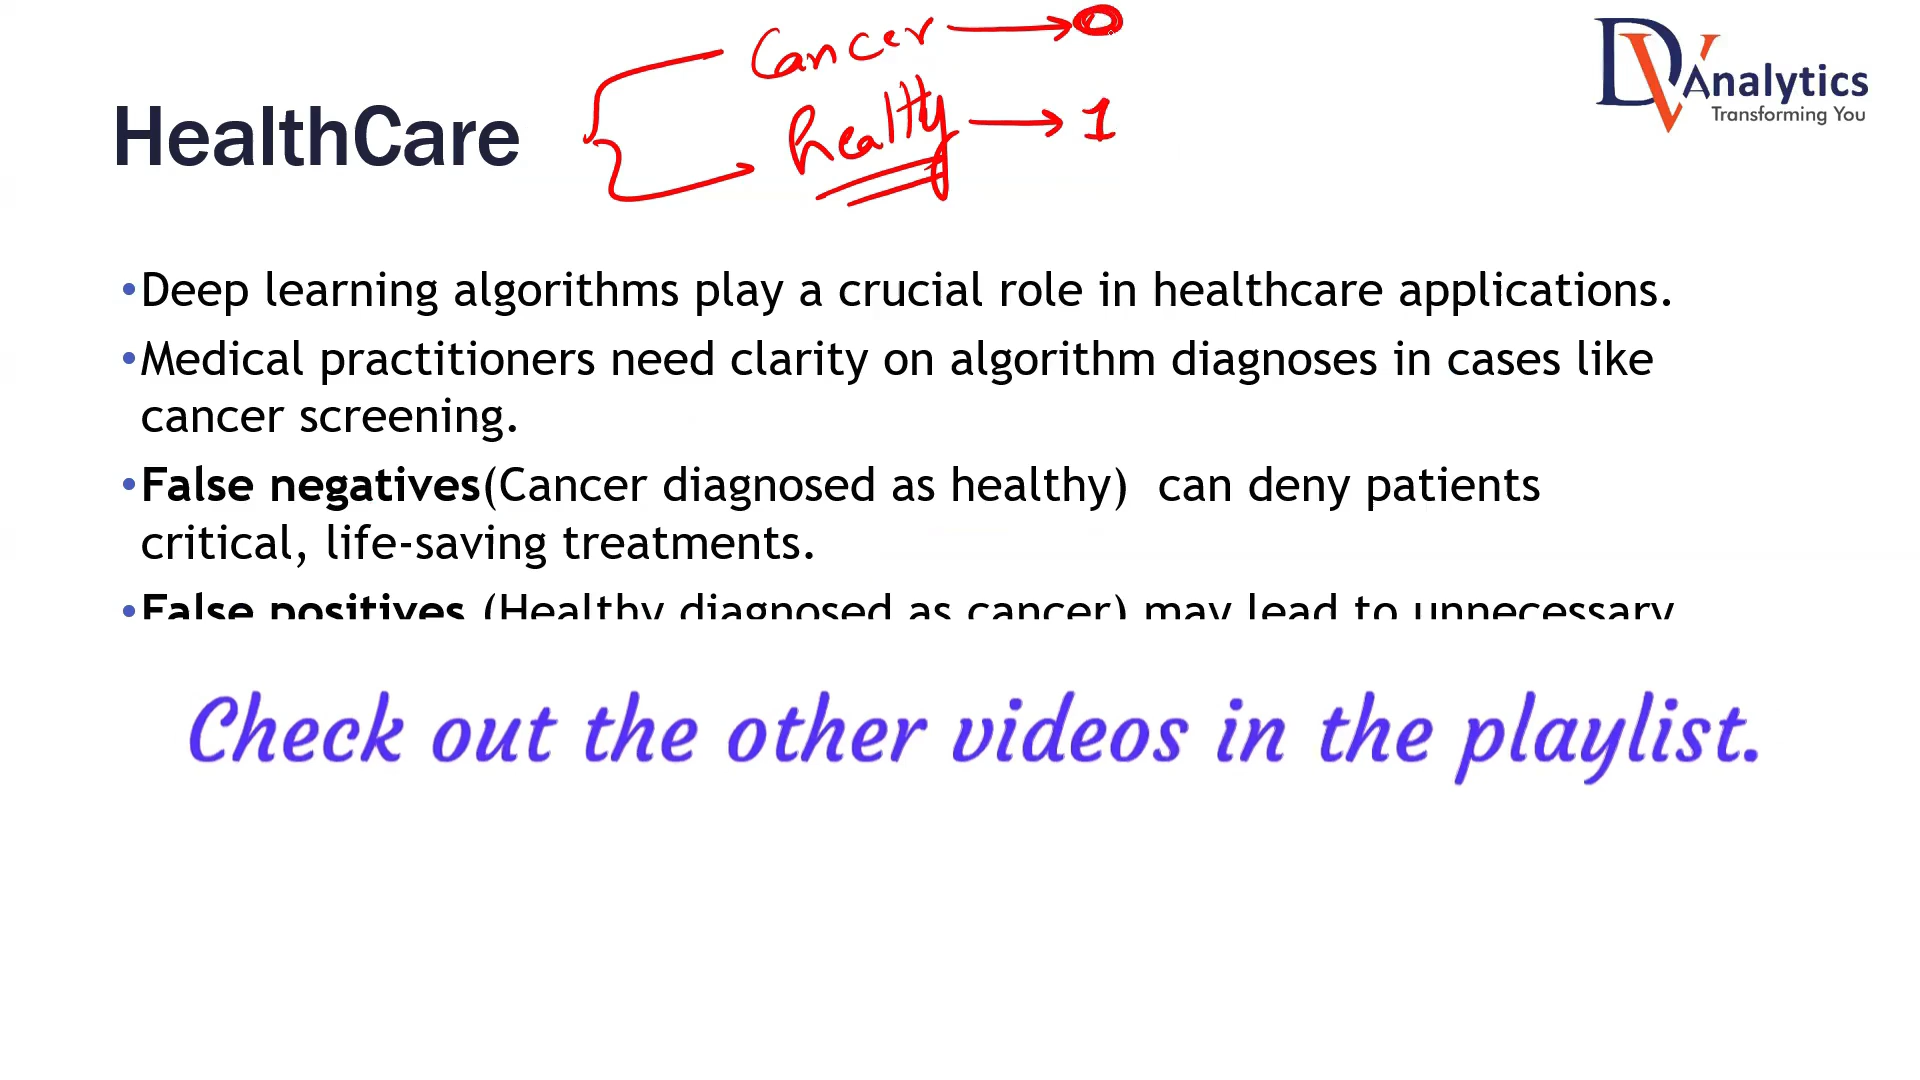 Cancer → 0
healthy → 1
DV Analytics
Transforming You
HealthCare
•Deep learning algorithms play a crucial role in healthcare applications.
•Medical practitioners need clarity on algorithm diagnoses in cases like
cancer screening.
•False negatives(Cancer diagnosed as healthy) can deny patients
critical, life-saving treatments.
•False positives (Healthy diagnosed as cancer) may lead to unnecessary
Check out the other videos in the playlist.